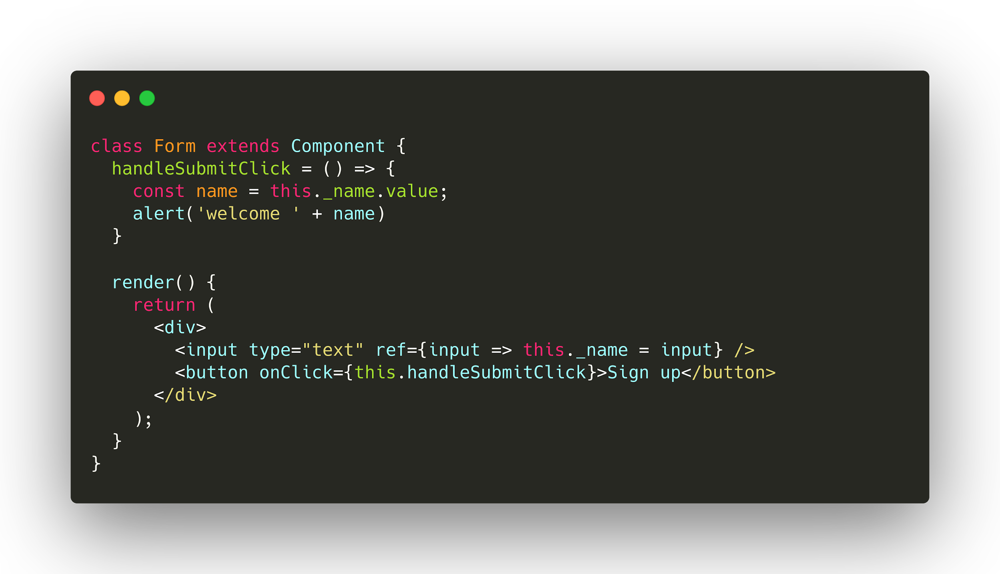 class Form extends Component {
  handleSubmitClick = () => {
    const name = this._name.value;
    alert('welcome ' + name)
  }

  render() {
    return (
      <div>
        <input type="text" ref={input => this._name = input} />
        <button onClick={this.handleSubmitClick}>Sign up</button>
      </div>
    );
  }
}